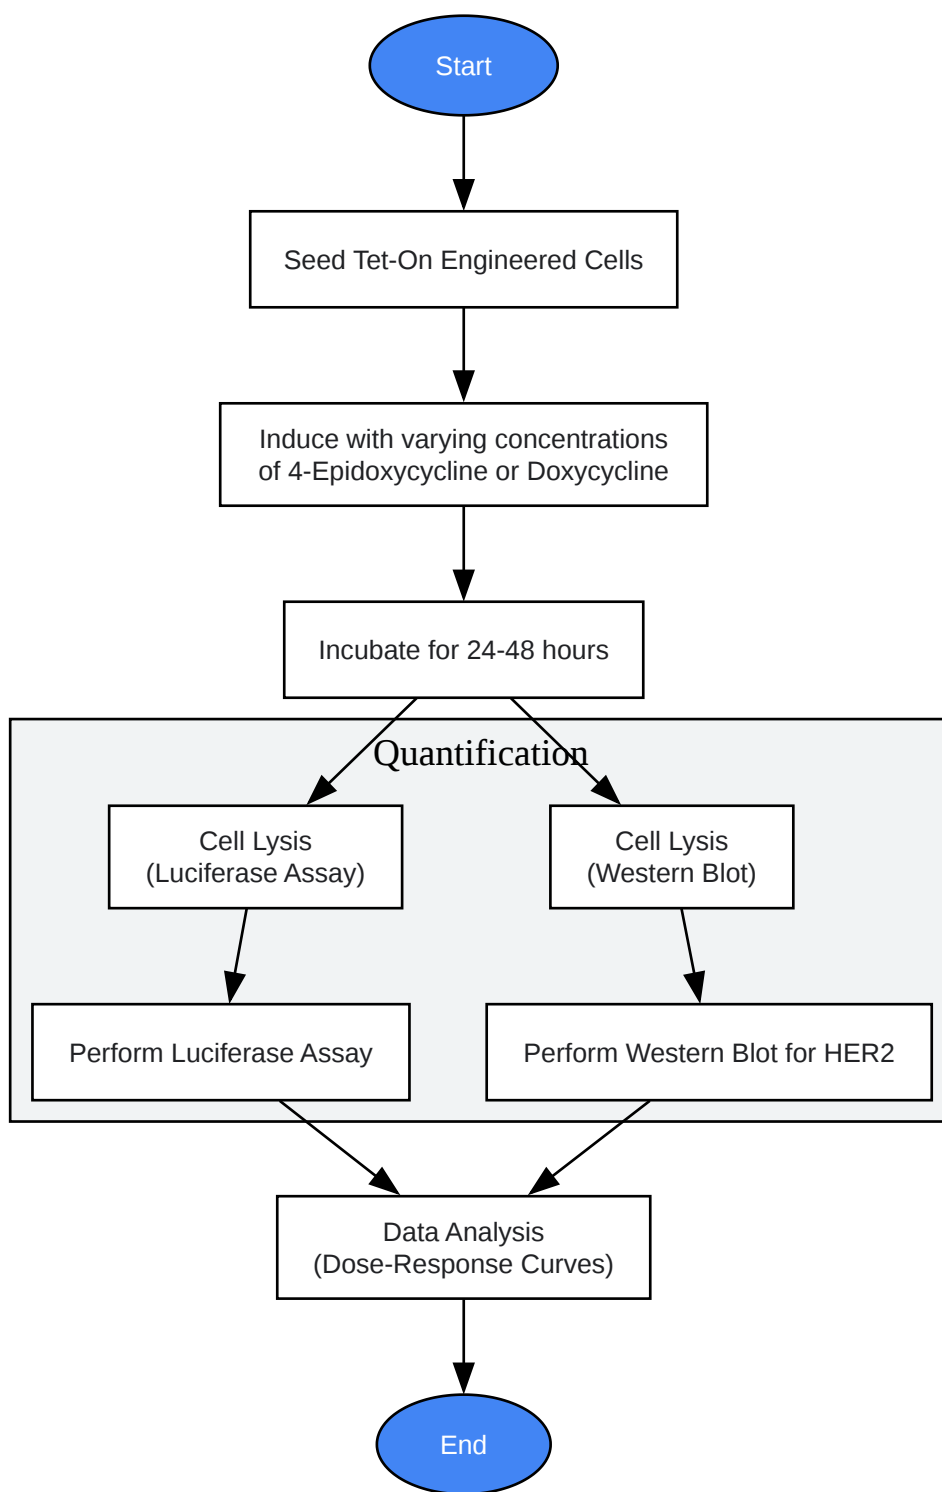 Start
Seed Tet-On Engineered Cells
Induce with varying concentrations
of 4-Epidoxycycline or Doxycycline
Incubate for 24-48 hours
Quantification
Cell Lysis
(Luciferase Assay)
Cell Lysis
(Western Blot)
Perform Luciferase Assay
Perform Western Blot for HER2
Data Analysis
(Dose-Response Curves)
End